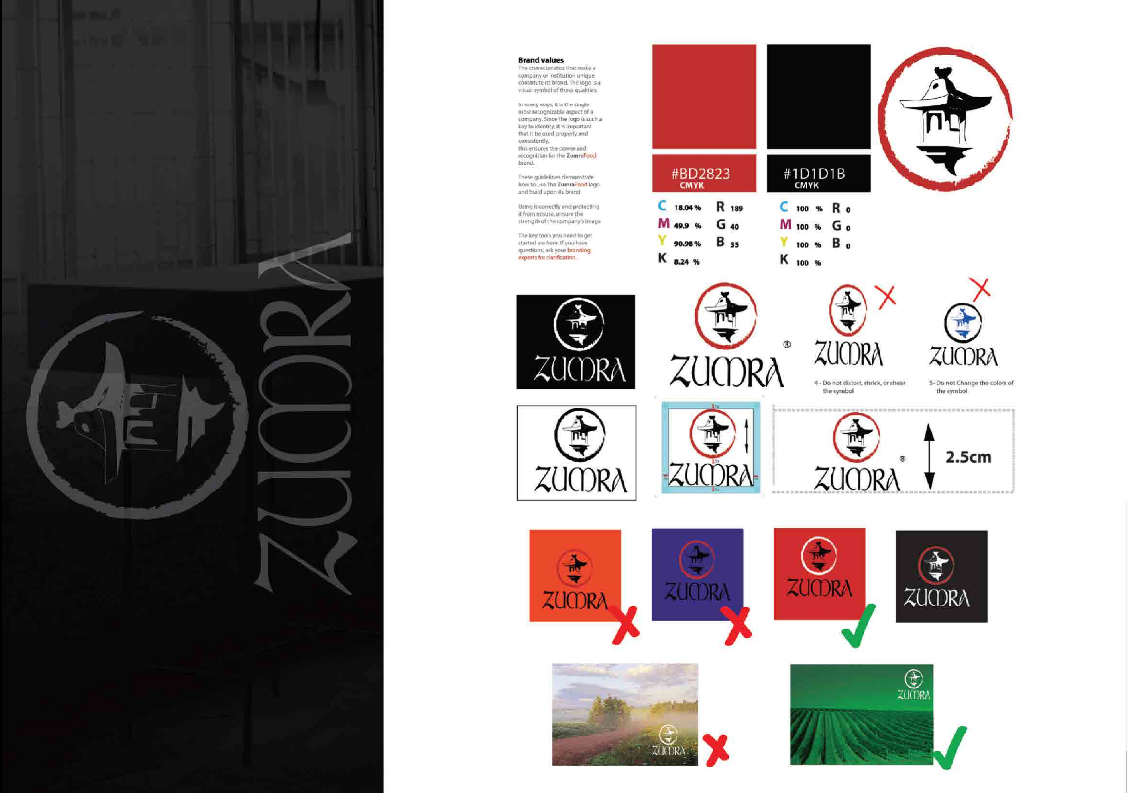 ZUMRA
Brand values
The characteristics that make a
company or institution unique
constitute its brand. The logo is a
visual symbol of these qualities.
In many ways, it is the single
most recognizable aspect of a
company. Since the logo is such a
key to identity, it is important
that it be used properly and
consistently.
this ensures the power and
recognition for the ZumraFood
brand.
These guidelines demonstrate
how to use the ZumraFood logo
and build upon its brand
Using it correctly and protecting
it from misuse, ensure the
strength of the company's image
The key tools you need to get
started are here. If you have
questions, ask your branding
experts for clarification.
#BD2823
CMYK
C 18.04 % R 189
M 49.9 % G 40
Y 90.98 % B 35
K 8.24 %
#1D1D1B
CMYK
C 100 % R 0
M 100 % G 0
Y 100 % B 0
K 100 %
ZUMRA
ZUMRA ®
ZUMRA
4 - Do not distort, shrick, or shear
the symbol
ZUMRA
5- Do not Change the colors of
the symbol
ZUMRA
ZUMRA
ZUMRA ®
2.5cm
ZUMRA
ZUMRA
ZUMRA
ZUMRA
ZUMRA
ZUMRA